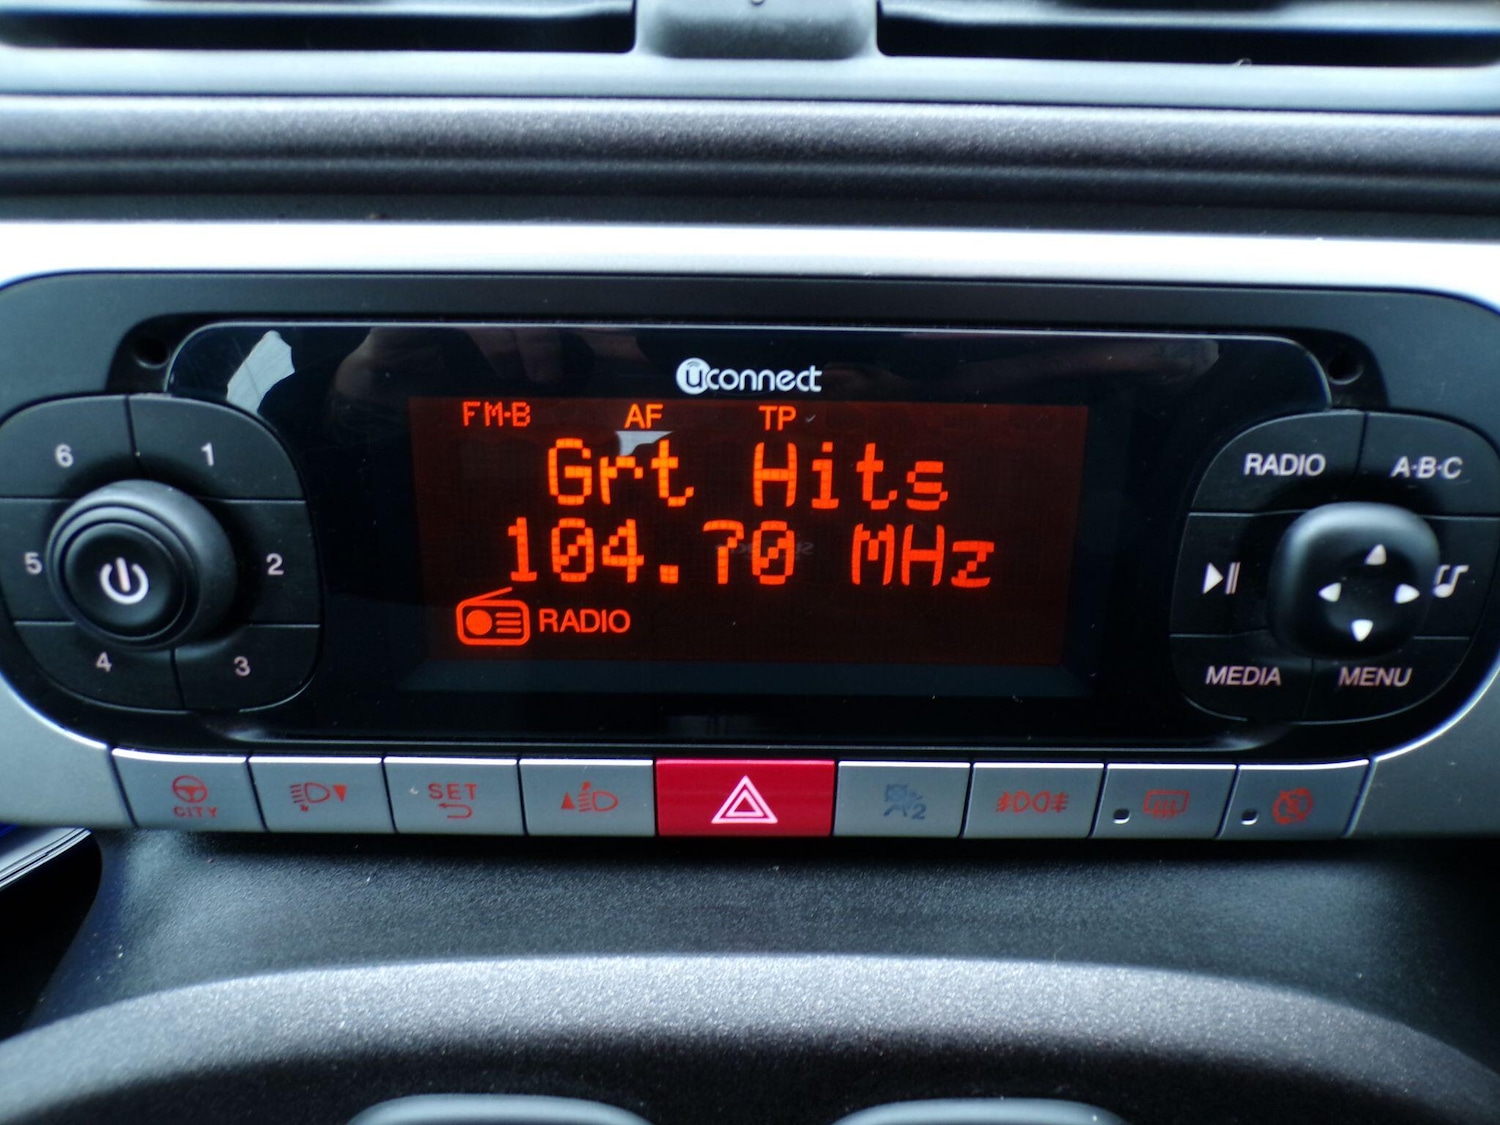 uconnect
FM-B AF TP
Grt Hits
104.70 MHz
RADIO
6 1
5 2
4 3
RADIO A·B·C
MEDIA MENU
CITY
SET
2